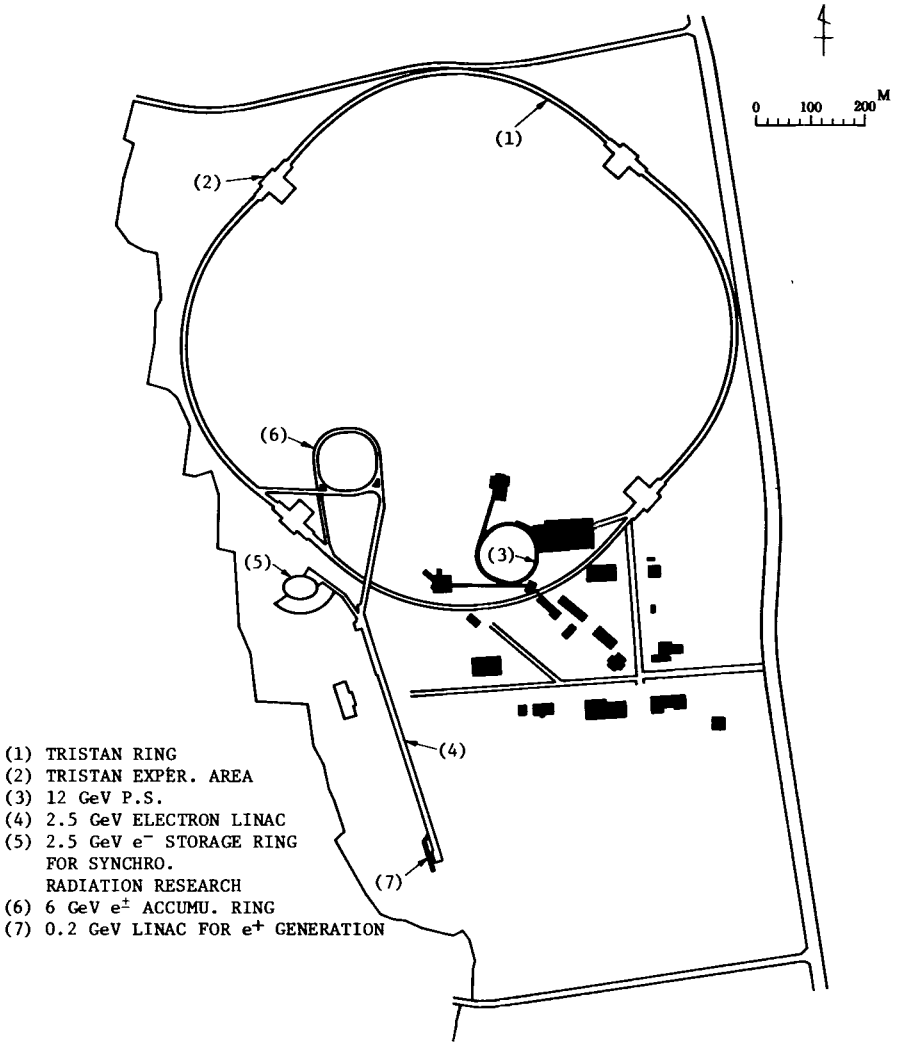 M
0 100 200
(1)
(2)
(6)
(3)
(5)
(4)
(7)
(1) TRISTAN RING
(2) TRISTAN EXPER. AREA
(3) 12 GeV P.S.
(4) 2.5 GeV ELECTRON LINAC
(5) 2.5 GeV e⁻ STORAGE RING
FOR SYNCHRO.
RADIATION RESEARCH
(6) 6 GeV e± ACCUMU. RING
(7) 0.2 GeV LINAC FOR e⁺ GENERATION